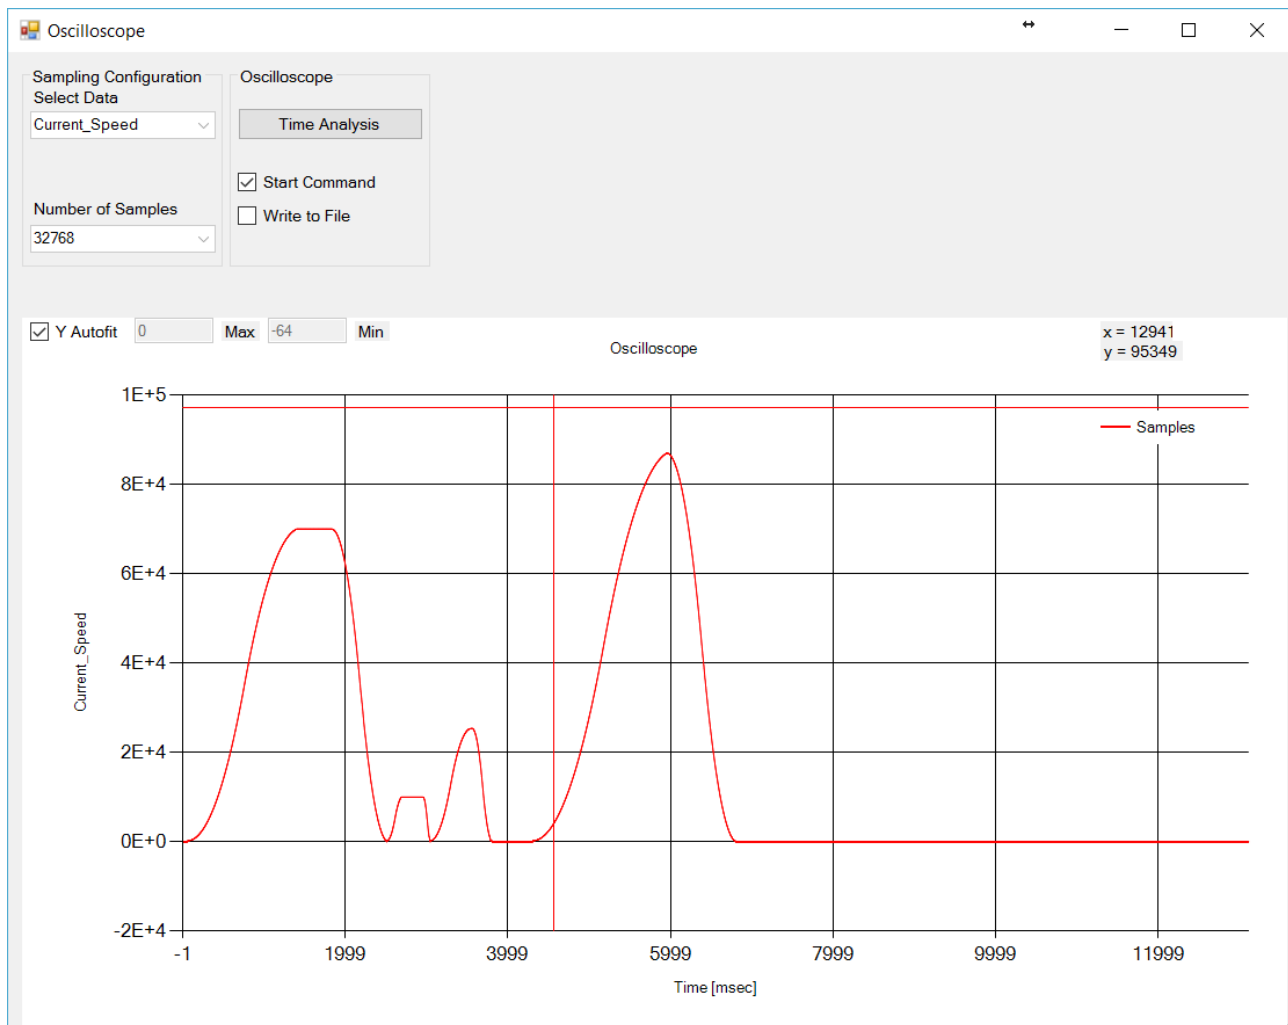 Oscilloscope
Sampling Configuration
Select Data
Current_Speed
Number of Samples
32768
Oscilloscope
Time Analysis
Start Command
Write to File
Y Autofit 0 Max -64 Min
x = 12941
y = 95349
Oscilloscope
1E+5
8E+4
6E+4
4E+4
2E+4
0E+0
-2E+4
Current_Speed
Samples
-1 1999 3999 5999 7999 9999 11999
Time [msec]